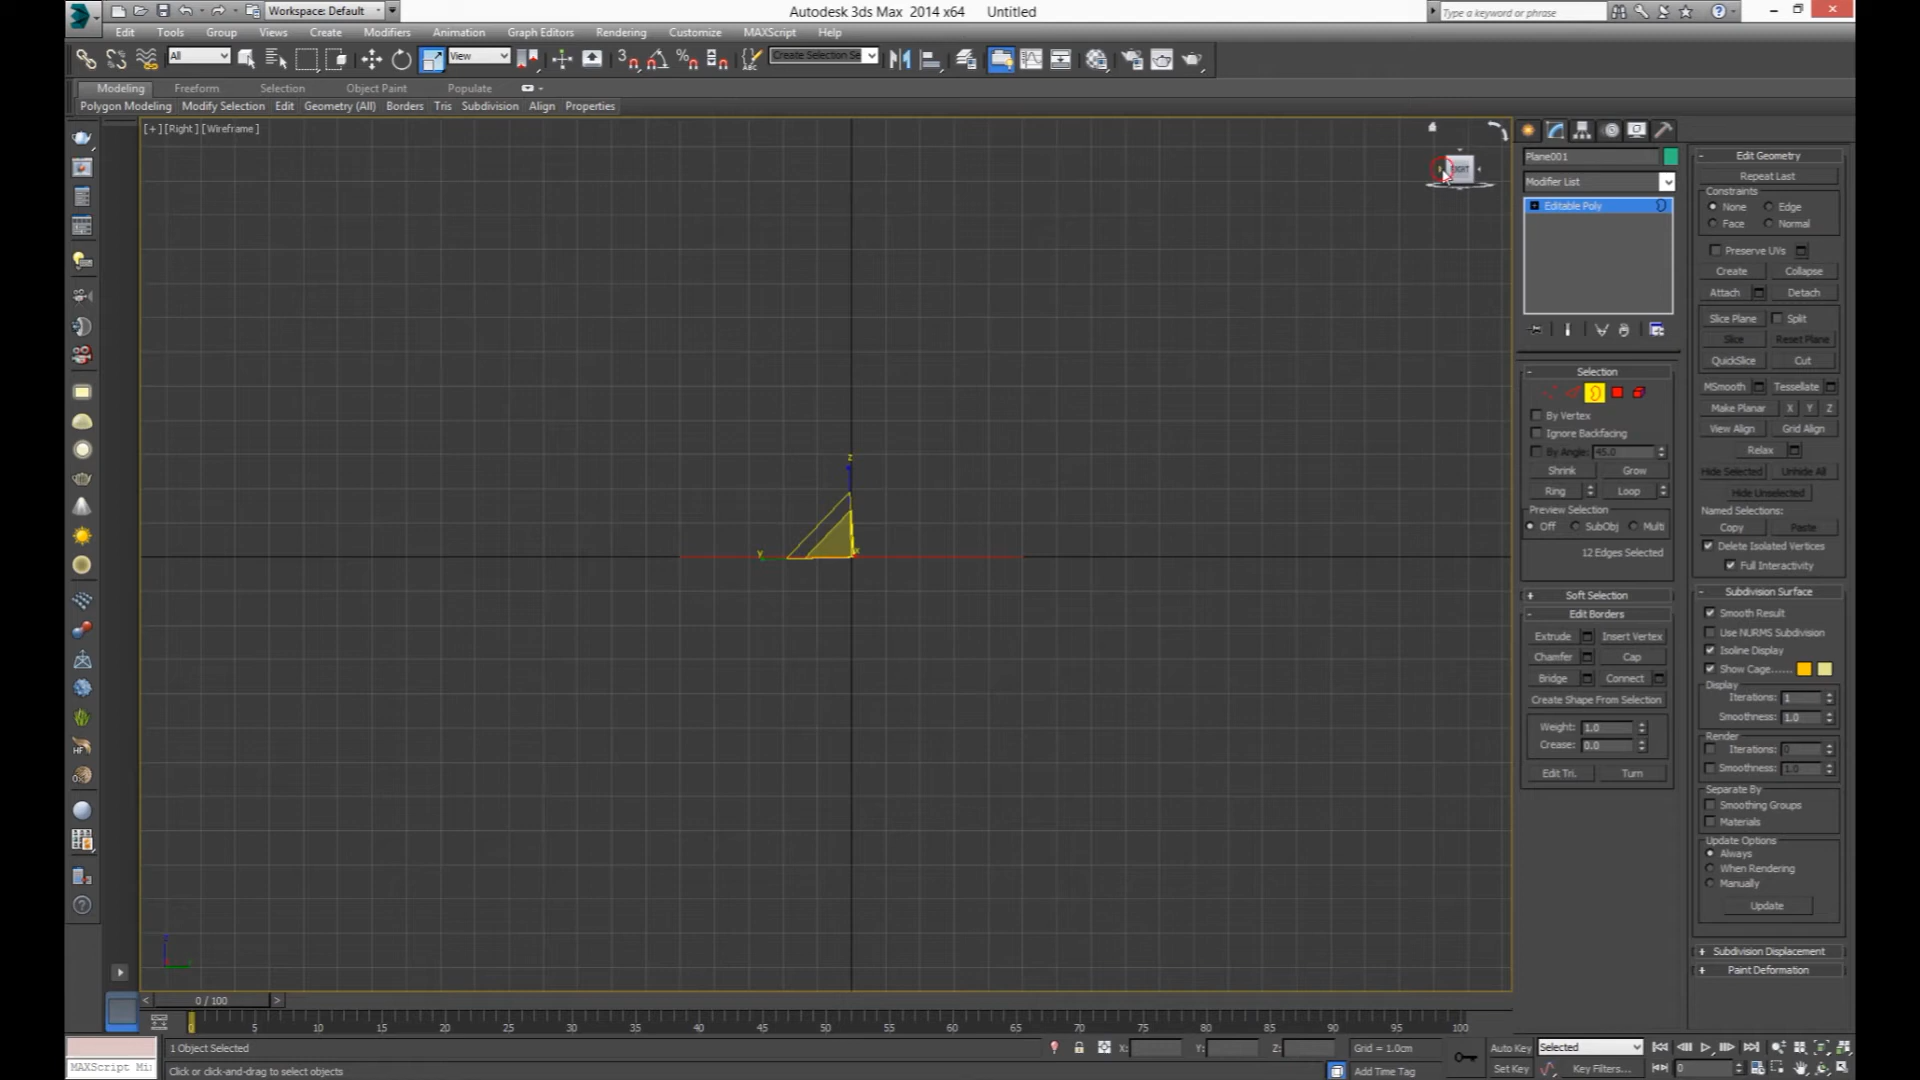 Workspace: Default
Autodesk 3ds Max 2014 x64 Untitled
Type a keyword or phrase
Edit Tools Group Views Create Modifiers Animation Graph Editors Rendering Customize MAXScript Help
All
View
Create Selection Se
Modeling Freeform Selection Object Paint Populate
Polygon Modeling Modify Selection Edit Geometry (All) Borders Tris Subdivision Align Properties
[+] [Right] [Wireframe]
Plane001
Modifier List
Editable Poly
Selection
By Vertex
Ignore Backfacing
By Angle: 45.0
Shrink Grow
Ring Loop
Preview Selection
Off SubObj Multi
12 Edges Selected
Soft Selection
Edit Borders
Extrude Insert Vertex
Chamfer Cap
Bridge Connect
Create Shape From Selection
Weight: 1.0
Crease: 0.0
Edit Tri. Turn
Edit Geometry
Repeat Last
Constraints
None Edge
Face Normal
Preserve UVs
Create Collapse
Attach Detach
Slice Plane Split
Slice Reset Plane
QuickSlice Cut
MSmooth Tessellate
Make Planar X Y Z
View Align Grid Align
Relax
Hide Selected Unhide All
Hide Unselected
Named Selections:
Copy Paste
Delete Isolated Vertices
Full Interactivity
Subdivision Surface
Smooth Result
Use NURMS Subdivision
Isoline Display
Show Cage......
Display
Iterations: 1
Smoothness: 1.0
Render
Iterations: 0
Smoothness: 1.0
Separate By
Smoothing Groups
Materials
Update Options
Always
When Rendering
Manually
Update
Subdivision Displacement
Paint Deformation
z
y
x
0 / 100
0 5 10 15 20 25 30 35 40 45 50 55 60 65 70 75 80 85 90 95 100
1 Object Selected
X: Y: Z:
Grid = 1.0cm
Auto Key
Selected
MAXScript Mi
Click or click-and-drag to select objects
Add Time Tag
Set Key
Key Filters...
0